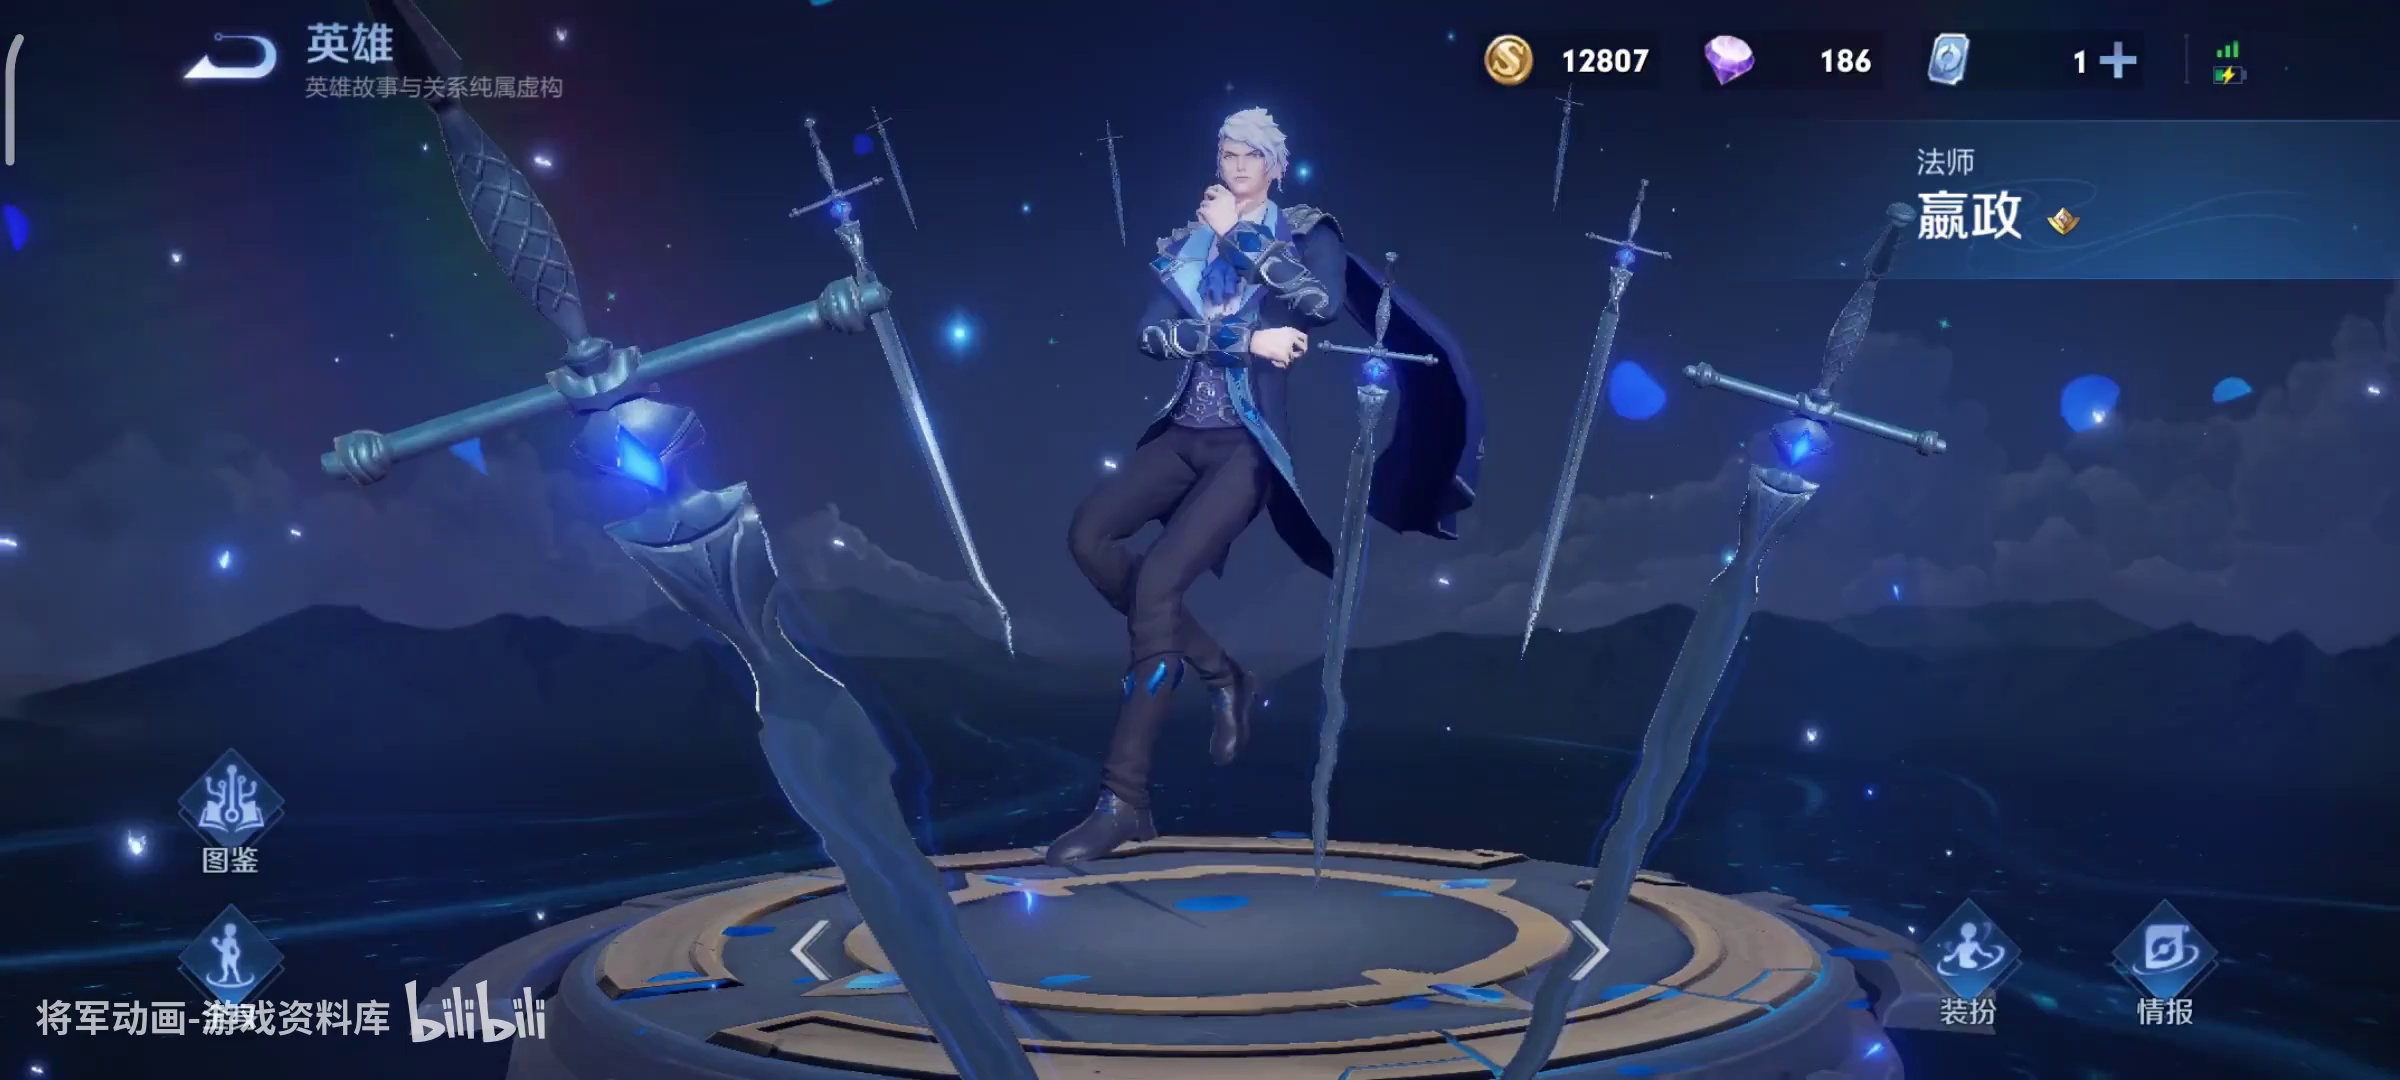 英雄
英雄故事与关系纯属虚构
12807
186
1
法师
嬴政
图鉴
装扮
情报
将军动画-游戏资料库
bilibili